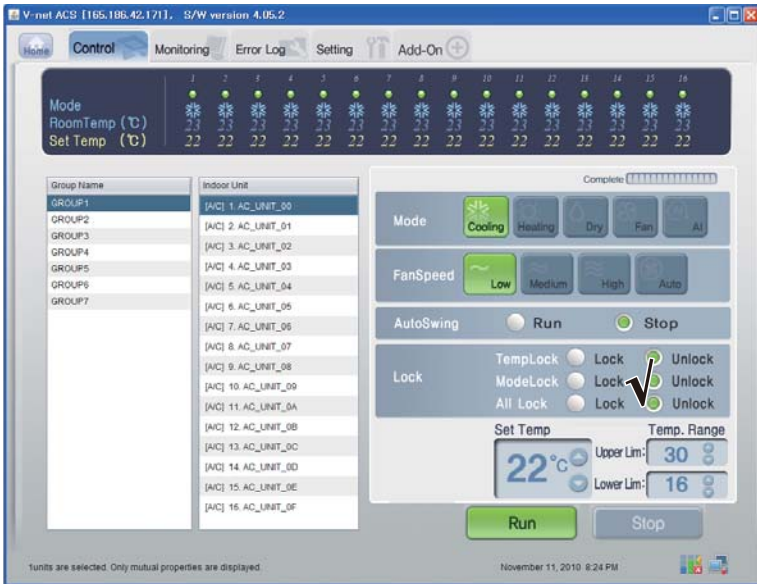 V-net ACS [165.186.42.171], S/W version 4.05.2
Home Control Monitoring Error Log Setting Add-On
1 2 3 4 5 6 7 8 9 10 11 12 13 14 15 16
Mode
RoomTemp (℃) 23 23 23 23 23 23 23 23 23 23 23 23 23 23 23 23
Set Temp (℃) 22 22 22 22 22 22 22 22 22 22 22 22 22 22 22 22
Group Name
GROUP1
GROUP2
GROUP3
GROUP4
GROUP5
GROUP6
GROUP7
Indoor Unit
[A/C] 1. AC_UNIT_00
[A/C] 2. AC_UNIT_01
[A/C] 3. AC_UNIT_02
[A/C] 4. AC_UNIT_03
[A/C] 5. AC_UNIT_04
[A/C] 6. AC_UNIT_05
[A/C] 7. AC_UNIT_06
[A/C] 8. AC_UNIT_07
[A/C] 9. AC_UNIT_08
[A/C] 10. AC_UNIT_09
[A/C] 11. AC_UNIT_0A
[A/C] 12. AC_UNIT_0B
[A/C] 13. AC_UNIT_0C
[A/C] 14. AC_UNIT_0D
[A/C] 15. AC_UNIT_0E
[A/C] 16. AC_UNIT_0F
Complete
Mode Cooling Heating Dry Fan AI
FanSpeed Low Medium High Auto
AutoSwing Run Stop
Lock
TempLock Lock Unlock
ModeLock Lock Unlock
All Lock Lock Unlock
Set Temp Temp. Range
22°C
Upper Lim: 30
Lower Lim: 16
Run Stop
1units are selected. Only mutual properties are displayed. November 11, 2010 8:24 PM